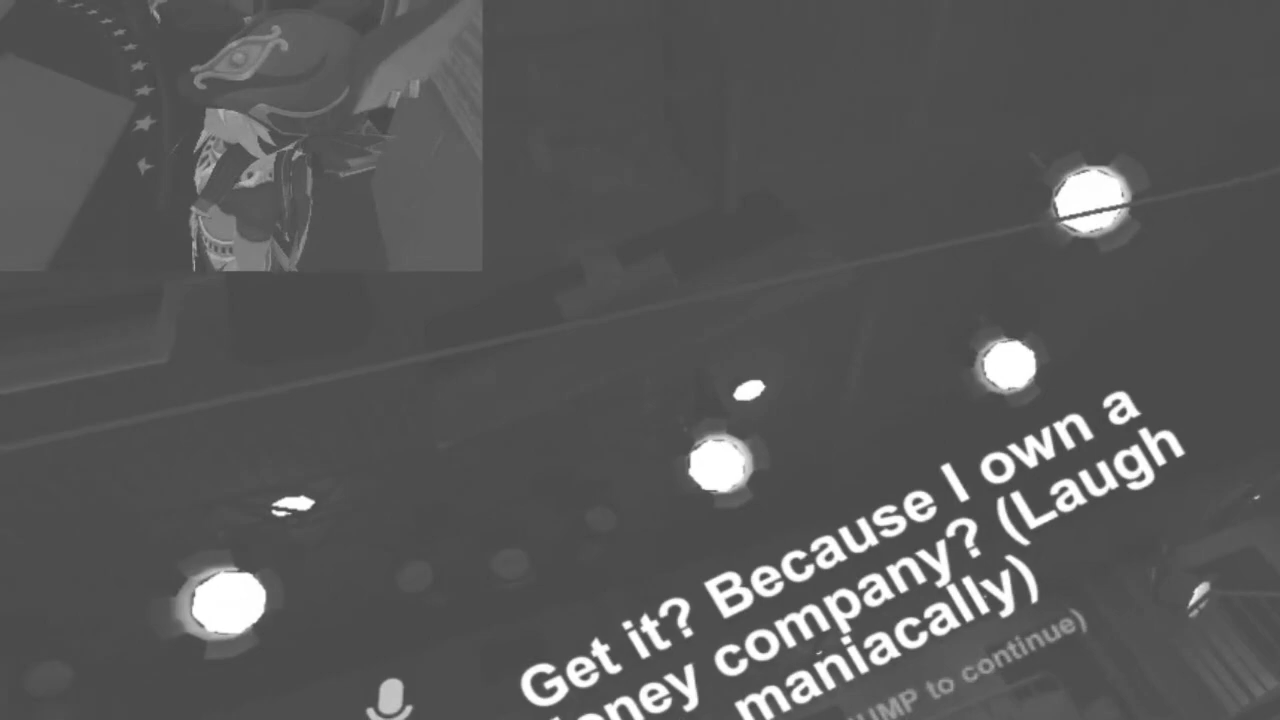 Get it? Because I own a
company? (Laugh
maniacally)
to continue)